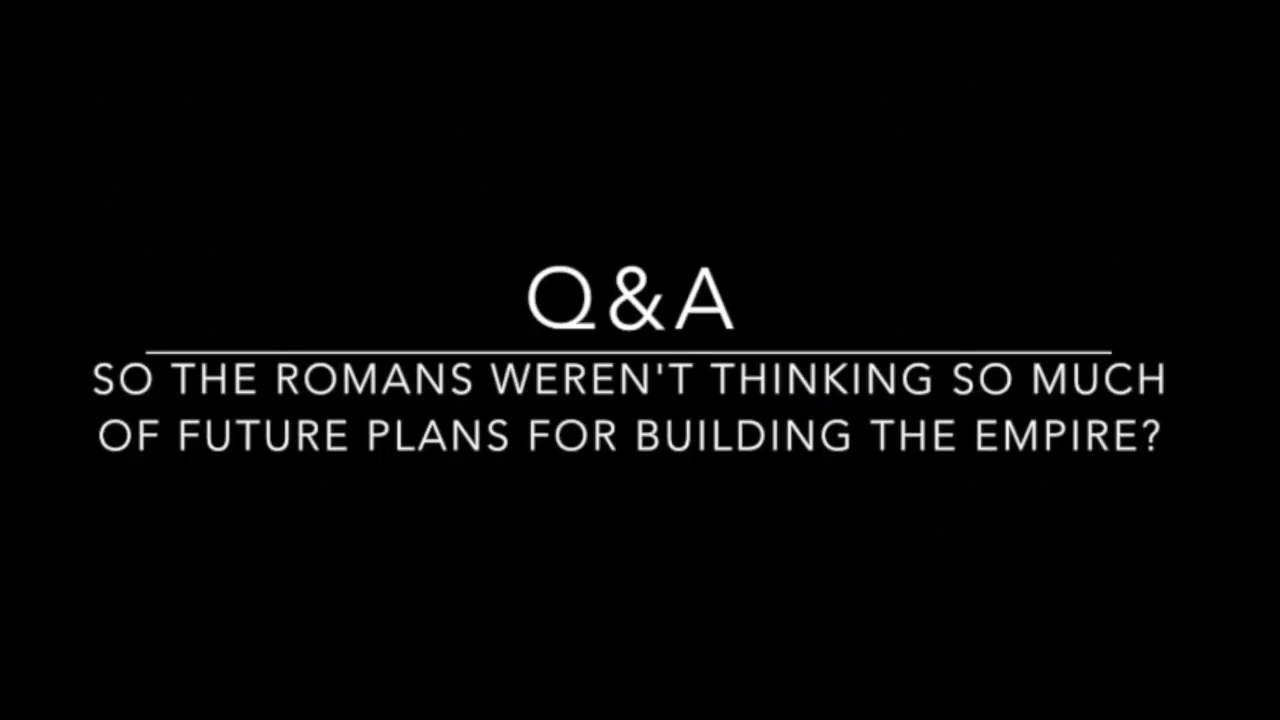 Q&A
SO THE ROMANS WEREN'T THINKING SO MUCH
OF FUTURE PLANS FOR BUILDING THE EMPIRE?